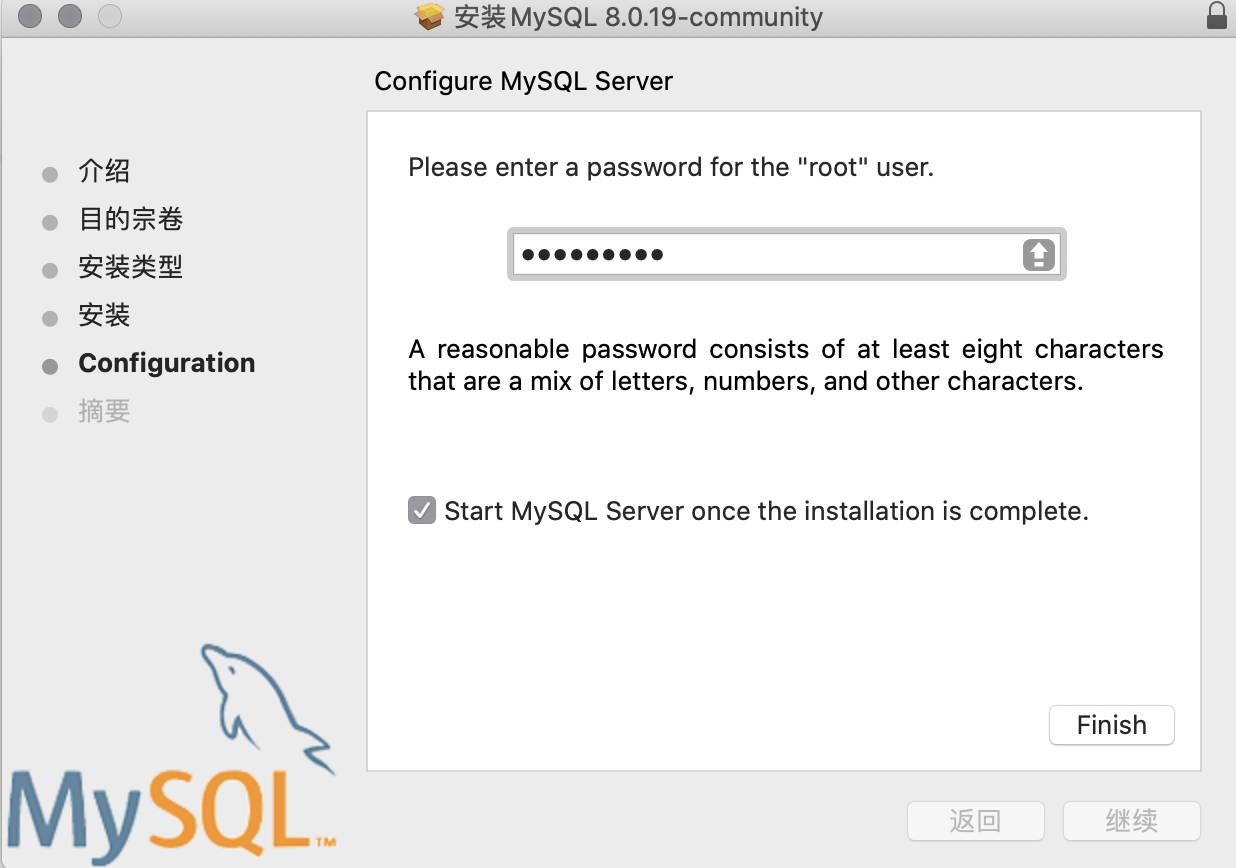 安装MySQL 8.0.19-community
Configure MySQL Server
介绍
目的宗卷
安装类型
安装
Configuration
摘要
Please enter a password for the "root" user.
•••••••••
A reasonable password consists of at least eight characters
that are a mix of letters, numbers, and other characters.
Start MySQL Server once the installation is complete.
Finish
MySQL™
返回
继续